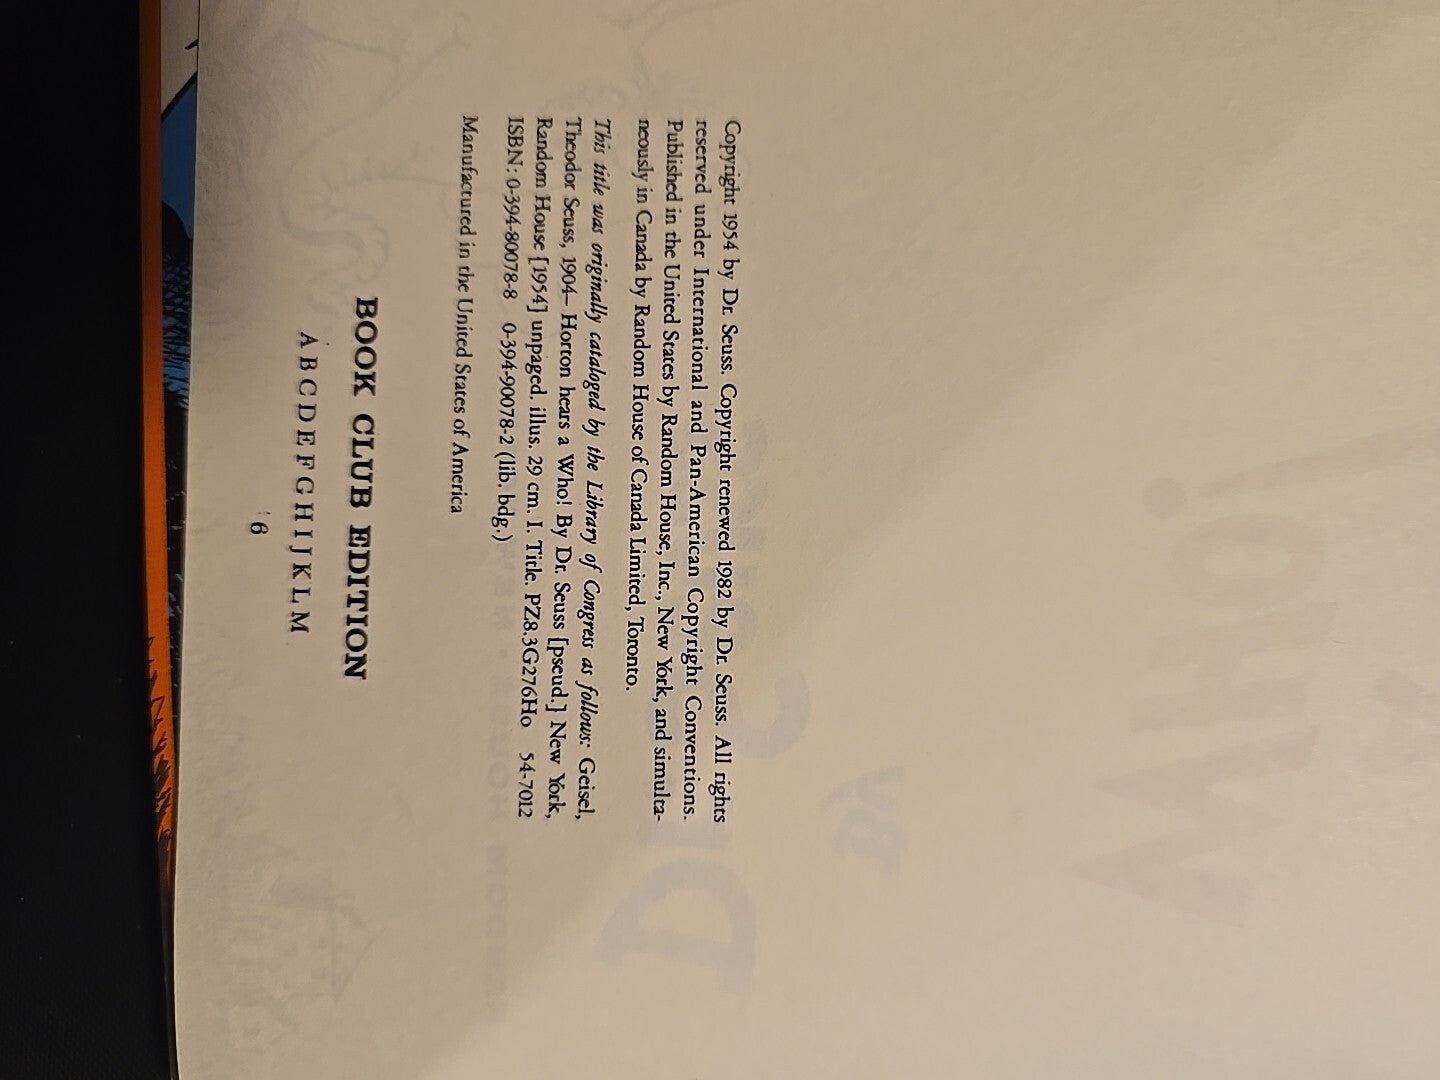 Copyright 1954 by Dr. Seuss. Copyright renewed 1982 by Dr. Seuss. All rights
reserved under International and Pan-American Copyright Conventions.
Published in the United States by Random House, Inc., New York, and simulta-
neously in Canada by Random House of Canada Limited, Toronto.
This title was originally cataloged by the Library of Congress as follows: Geisel,
Theodor Seuss, 1904– Horton hears a Who! By Dr. Seuss [pseud.] New York,
Random House [1954] unpaged. illus. 29 cm. I. Title. PZ8.3G276Ho 54-7012
ISBN: 0-394-80078-8 0-394-90078-2 (lib. bdg.)
Manufactured in the United States of America
BOOK CLUB EDITION
A B C D E F G H I J K L M
6